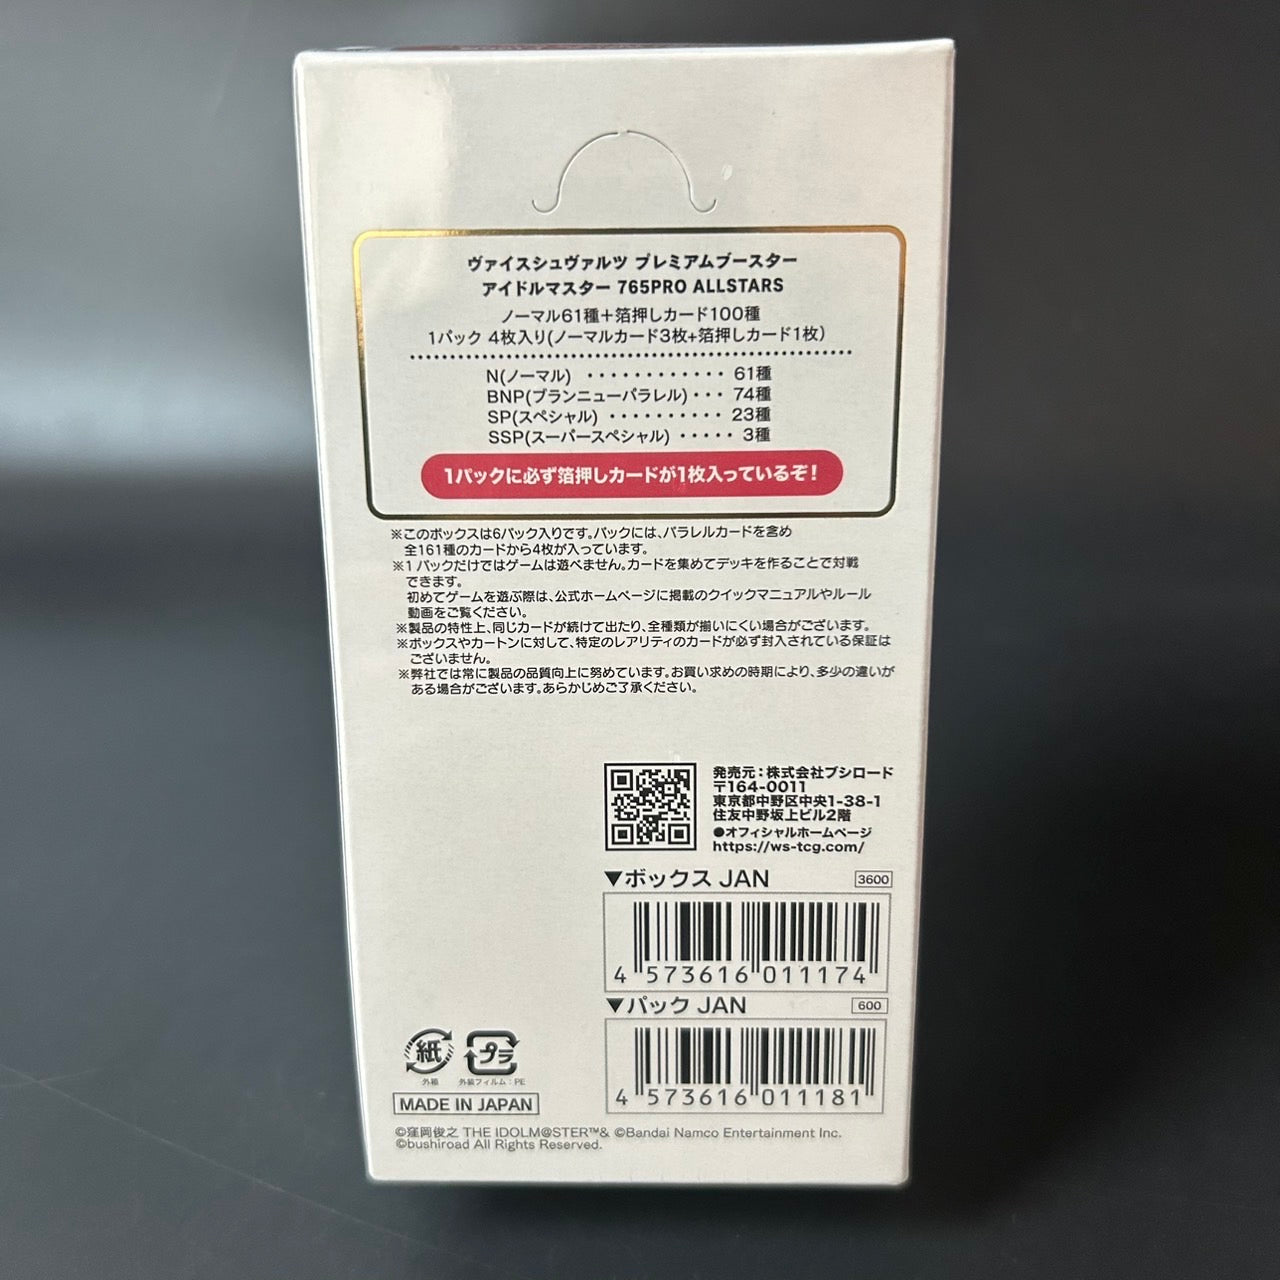 ヴァイスシュヴァルツ プレミアムブースター
アイドルマスター 765PRO ALLSTARS
ノーマル61種＋箔押しカード100種
1パック 4枚入り(ノーマルカード3枚+箔押しカード1枚)
N(ノーマル) ・・・・・・・・・・・・ 61種
BNP(ブランニューパラレル)・・・ 74種
SP(スペシャル) ・・・・・・・・・・ 23種
SSP(スーパースペシャル) ・・・・・ 3種
1パックに必ず箔押しカードが1枚入っているぞ!
※このボックスは6パック入りです。パックには、パラレルカードを含め
全161種のカードから4枚が入っています。
※1パックだけではゲームは遊べません。カードを集めてデッキを作ることで対戦
できます。
初めてゲームを遊ぶ際は、公式ホームページに掲載のクイックマニュアルやルール
動画をご覧ください。
※製品の特性上、同じカードが続けて出たり、全種類が揃いにくい場合がございます。
※ボックスやカートンに対して、特定のレアリティのカードが必ず封入されている保証は
ございません。
※弊社では常に製品の品質向上に努めています。お買い求めの時期により、多少の違いが
ある場合がございます。あらかじめご了承ください。
発売元：株式会社ブシロード
〒164-0011
東京都中野区中央1-38-1
住友中野坂上ビル2階
●オフィシャルホームページ
https://ws-tcg.com/
▼ボックス JAN 3600
4 573616 011174
▼パック JAN 600
4 573616 011181
紙 プラ
外箱 外装フィルム：PE
MADE IN JAPAN
©窪岡俊之 THE IDOLM@STER™& ©Bandai Namco Entertainment Inc.
©bushiroad All Rights Reserved.